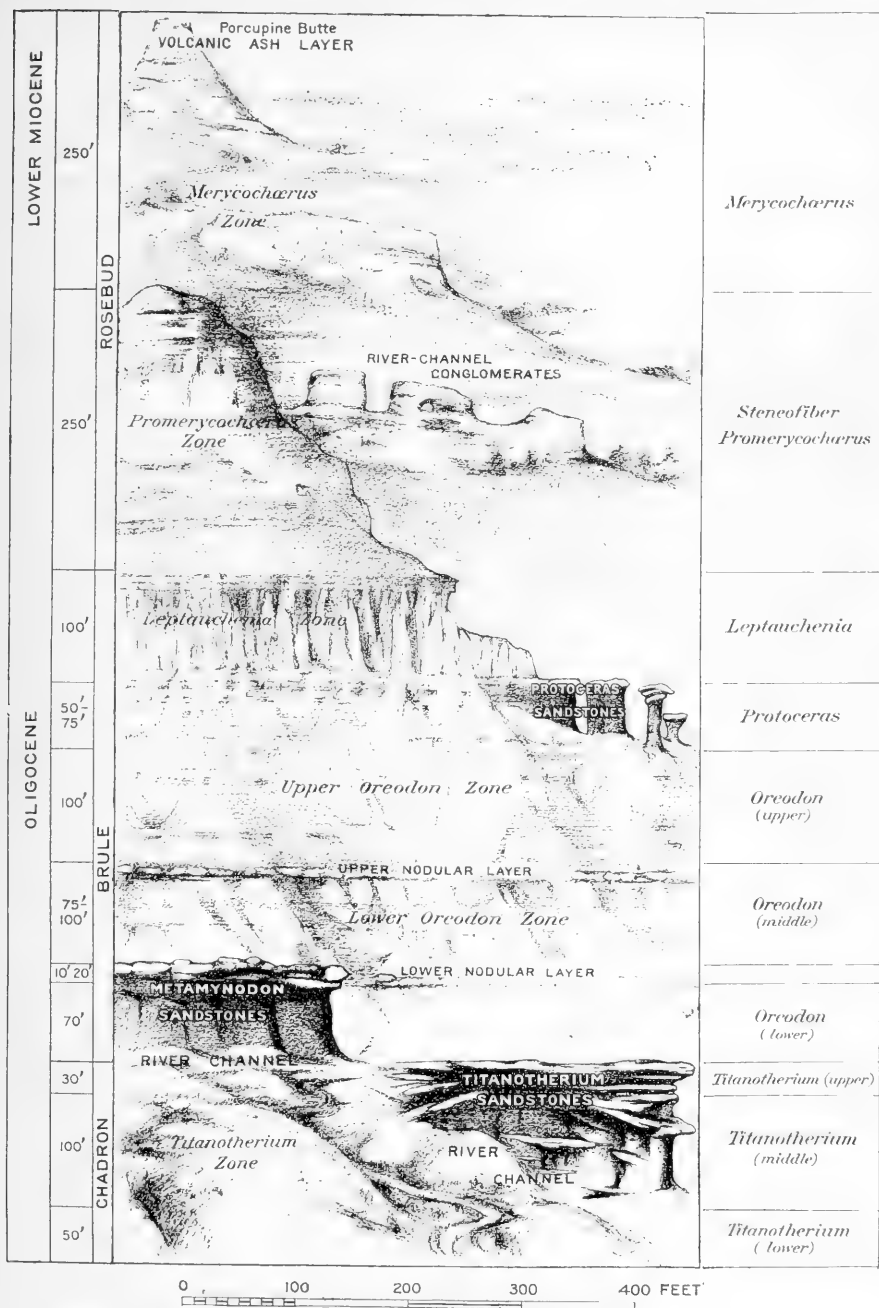 Porcupine Butte
VOLCANIC ASH LAYER
LOWER MIOCENE
250'
Merycochœrus
Zone
Merycochœrus
ROSEBUD
RIVER-CHANNEL
CONGLOMERATES
250'
Promerycochœrus
Zone
Steneofiber
Promerycochœrus
OLIGOCENE
100'
Leptauchenia Zone
Leptauchenia
50'-
75'
PROTOCERAS
SANDSTONES
Protoceras
BRULE
100'
Upper Oreodon Zone
Oreodon
(upper)
UPPER NODULAR LAYER
75'-
100'
Lower Oreodon Zone
Oreodon
(middle)
10' 20'
LOWER NODULAR LAYER
METAMYNODON
SANDSTONES
70'
Oreodon
(lower)
RIVER CHANNEL
CHADRON
30'
TITANOTHERIUM
SANDSTONES
Titanotherium (upper)
100'
Titanotherium
Zone
RIVER
CHANNEL
Titanotherium
(middle)
50'
Titanotherium
(lower)
0 100 200 300 400 FEET